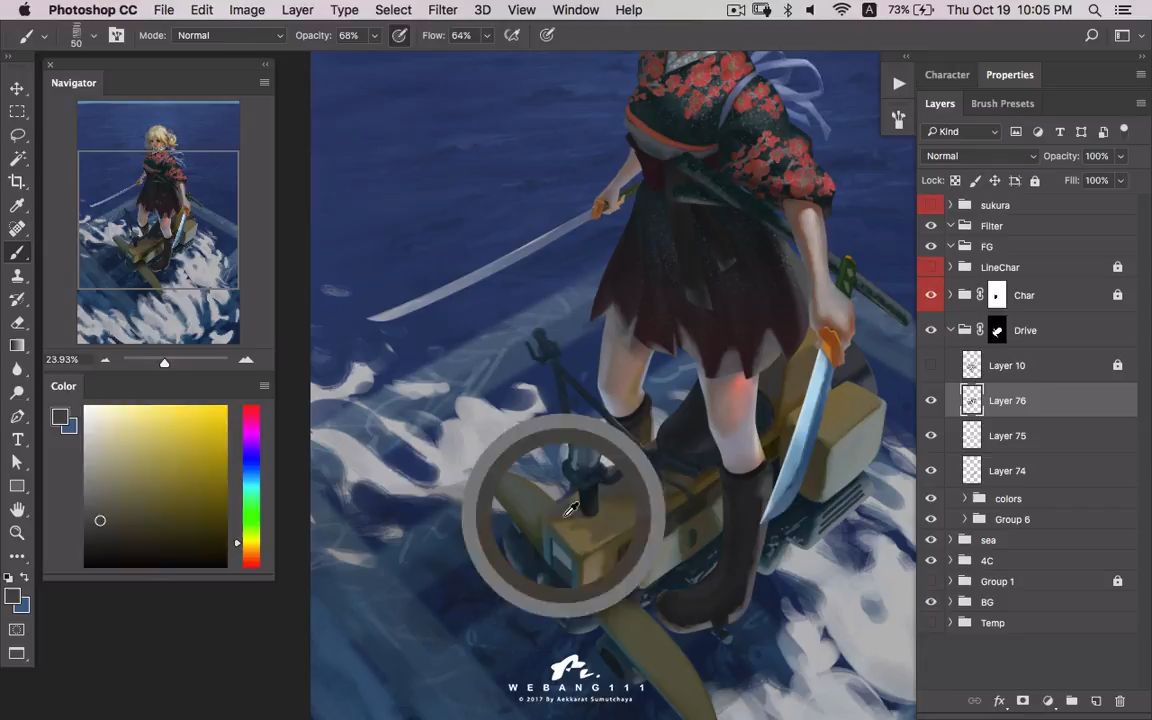 Photoshop CC File Edit Image Layer Type Select Filter 3D View Window Help A 73% Thu Oct 19 10:05 PM
50 Mode: Normal Opacity: 68% Flow: 64%
Navigator
23.93%
Color
Character Properties
Layers Brush Presets
Kind
Normal Opacity: 100%
Lock: Fill: 100%
sukura
Filter
FG
LineChar
Char
Drive
Layer 10
Layer 76
Layer 75
Layer 74
colors
Group 6
sea
4C
Group 1
BG
Temp
fx
WEBANG111
© 2017 By Aekkarat Sumutchaya